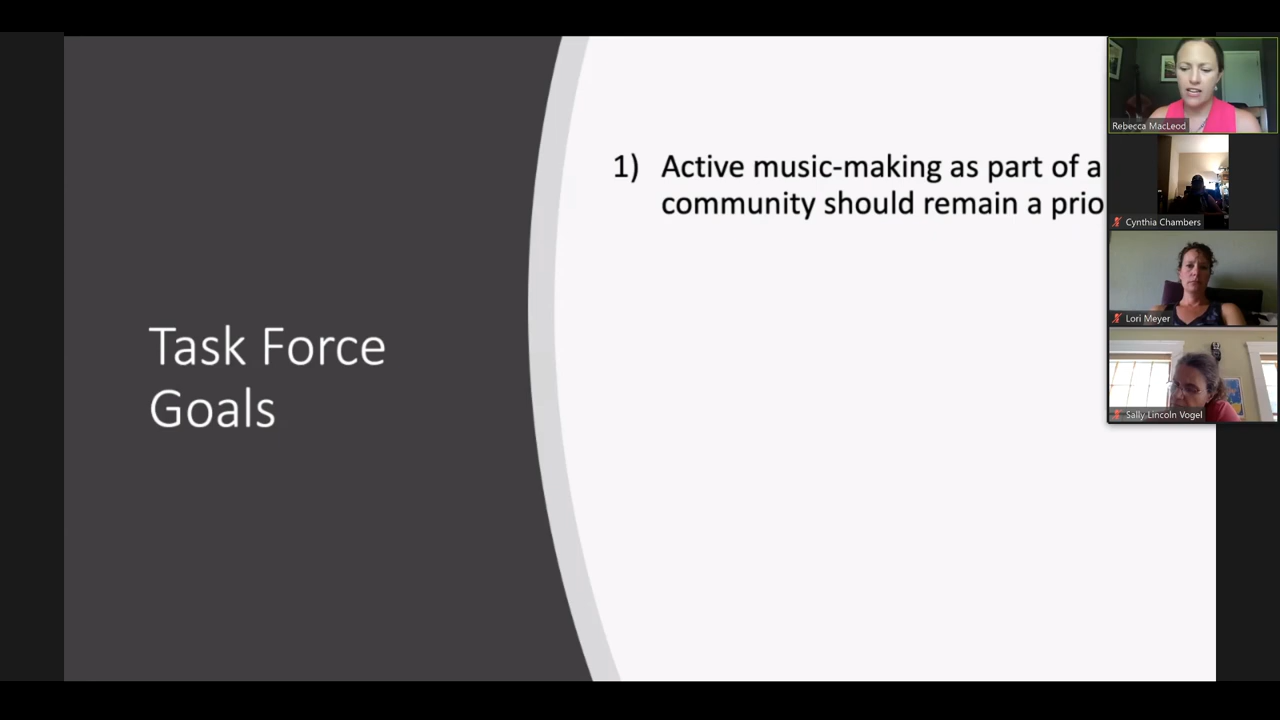 Task Force
Goals
1) Active music-making as part of a
community should remain a prio
Rebecca MacLeod
Cynthia Chambers
Lori Meyer
Sally Lincoln Vogel